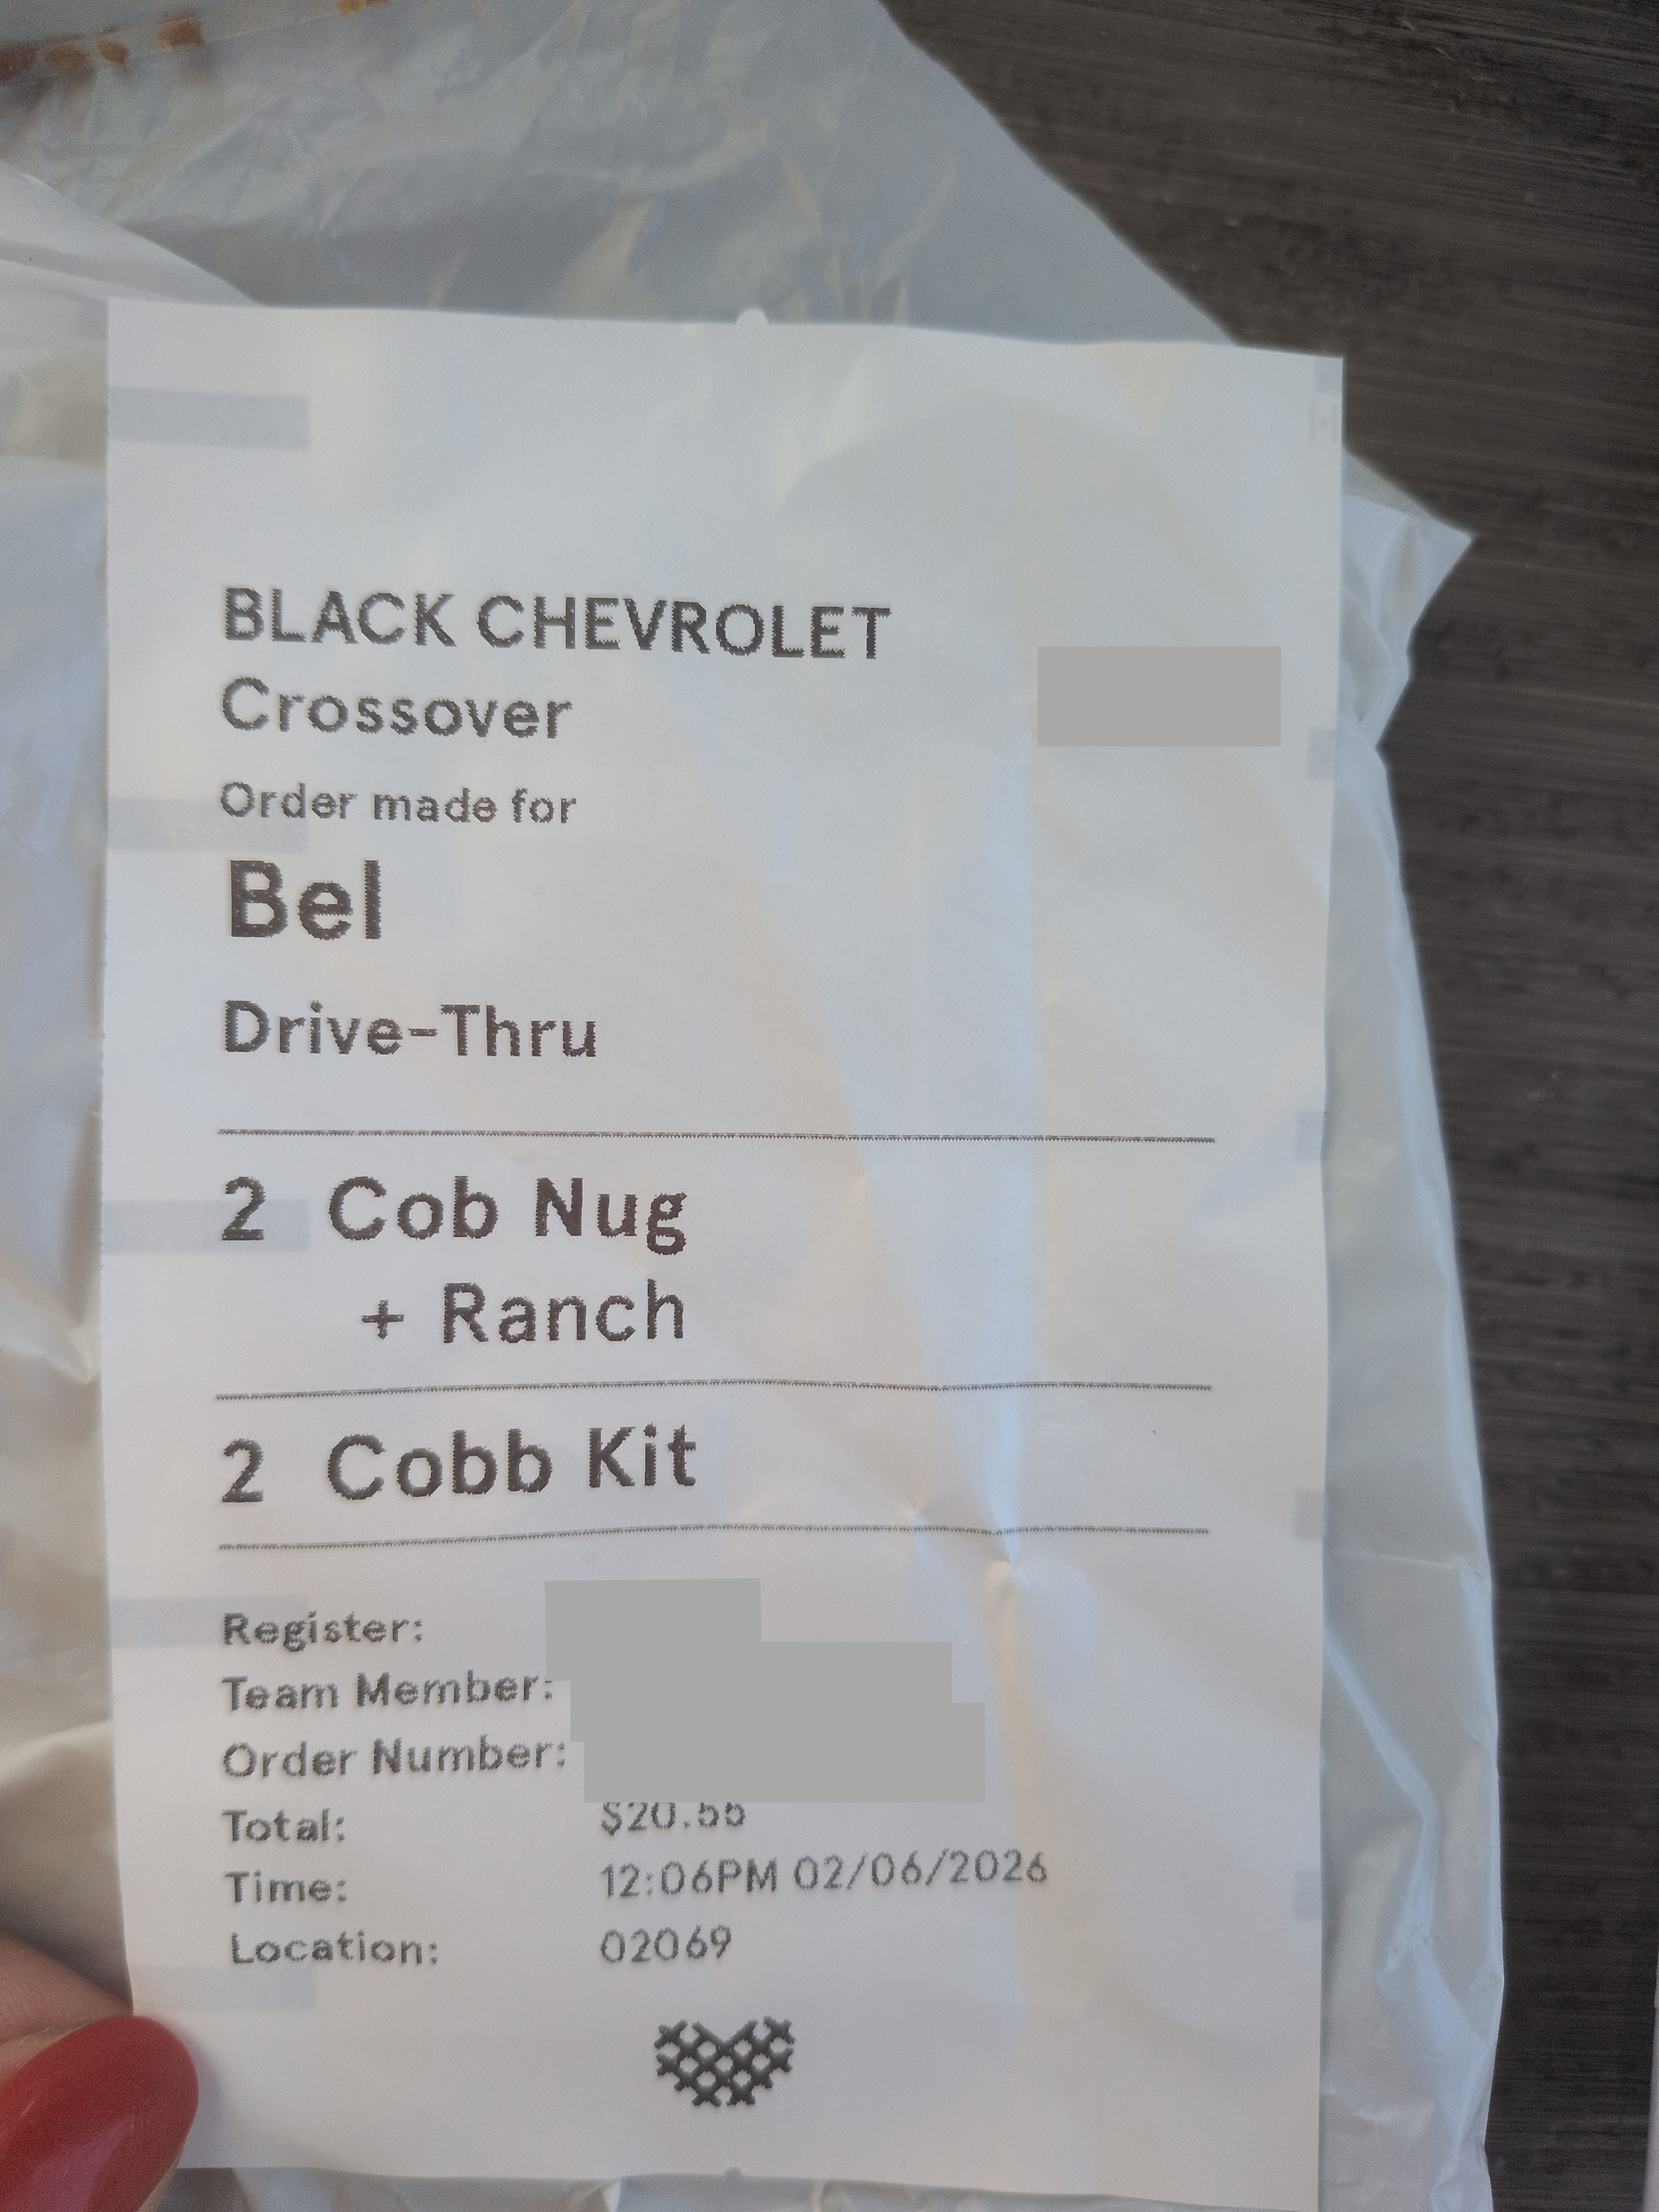 BLACK CHEVROLET
Crossover
Order made for
Bel
Drive-Thru
2 Cob Nug
+ Ranch
2 Cobb Kit
Register:
Team Member:
Order Number:
Total: $20.55
Time: 12:06PM 02/06/2026
Location: 02069